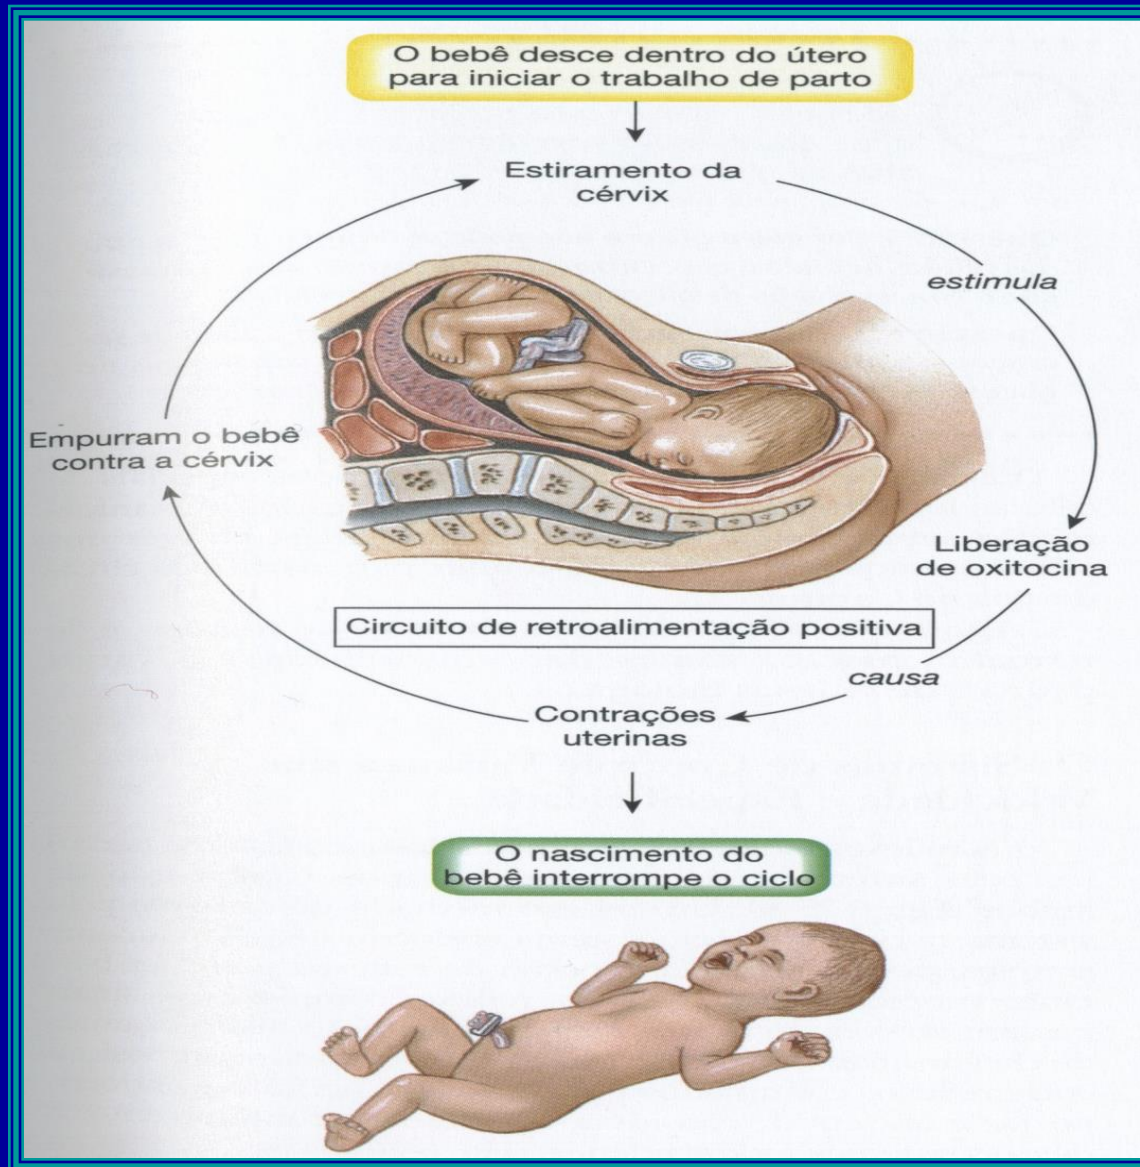 O bebê desce dentro do útero
para iniciar o trabalho de parto
Estiramento da
cérvix
estimula
Liberação
de oxitocina
causa
Contrações
uterinas
Empurram o bebê
contra a cérvix
Circuito de retroalimentação positiva
O nascimento do
bebê interrompe o ciclo